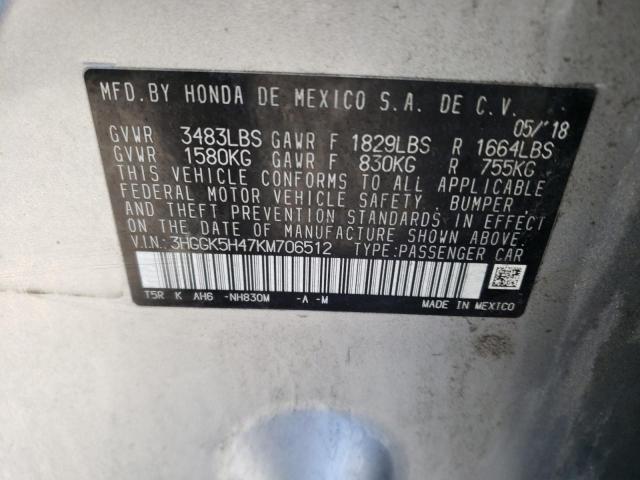 MFD. BY HONDA DE MEXICO S.A. DE C.V.
05/'18
GVWR 3483LBS GAWR F 1829LBS R 1664LBS
GVWR 1580KG GAWR F 830KG R 755KG
THIS VEHICLE CONFORMS TO ALL APPLICABLE
FEDERAL MOTOR VEHICLE SAFETY, BUMPER,
AND THEFT PREVENTION STANDARDS IN EFFECT
ON THE DATE OF MANUFACTURE SHOWN ABOVE.
V.I.N: 3HGGK5H47KM706512 TYPE:PASSENGER CAR
T5R K AH6 -NH830M -A -M MADE IN MEXICO